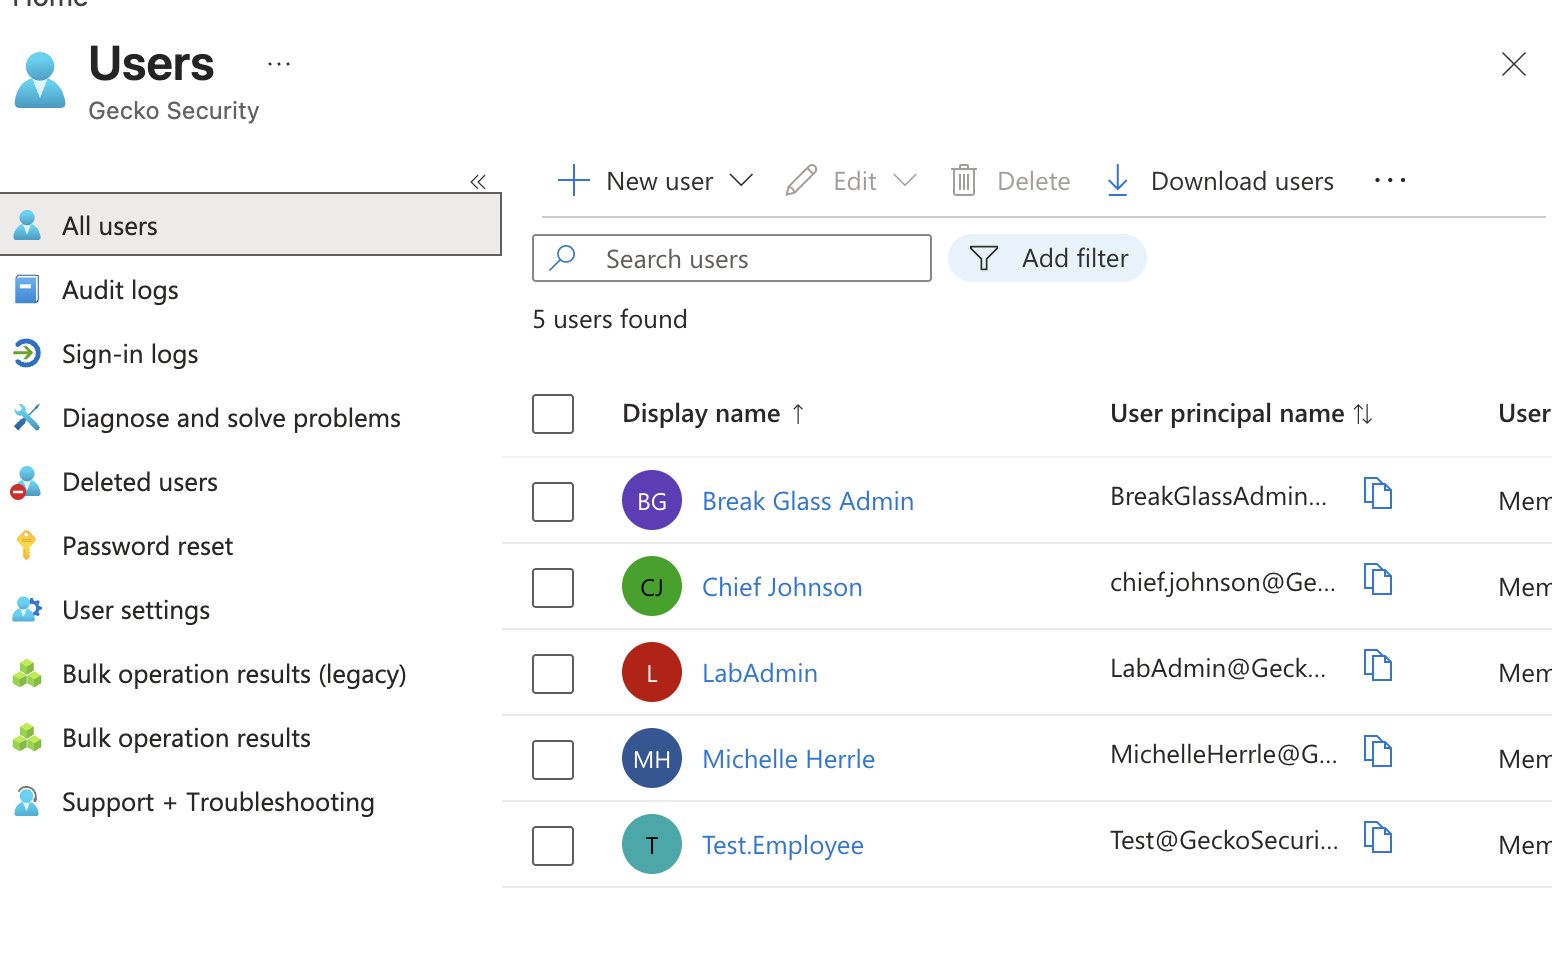 Home
Users ...
Gecko Security
«
All users
Audit logs
Sign-in logs
Diagnose and solve problems
Deleted users
Password reset
User settings
Bulk operation results (legacy)
Bulk operation results
Support + Troubleshooting
New user Edit Delete Download users ...
Search users Add filter
5 users found
Display name ↑ User principal name ↑↓ User
BG Break Glass Admin BreakGlassAdmin... Mem
CJ Chief Johnson chief.johnson@Ge... Mem
L LabAdmin LabAdmin@Geck... Mem
MH Michelle Herrle MichelleHerrle@G... Mem
T Test.Employee Test@GeckoSecuri... Mem